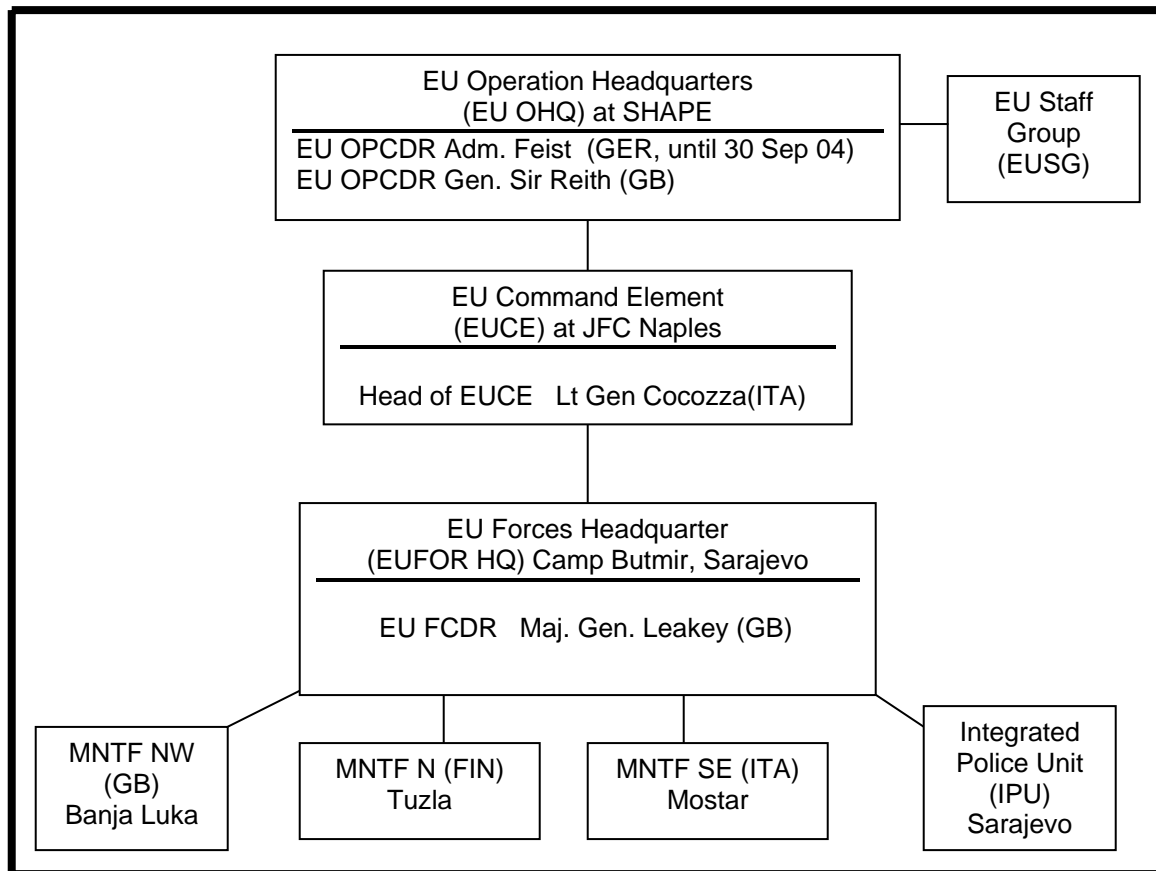 EU Operation Headquarters
(EU OHQ) at SHAPE
EU OPCDR Adm. Feist (GER, until 30 Sep 04)
EU OPCDR Gen. Sir Reith (GB)
EU Staff
Group
(EUSG)
EU Command Element
(EUCE) at JFC Naples
Head of EUCE Lt Gen Cocozza(ITA)
EU Forces Headquarter
(EUFOR HQ) Camp Butmir, Sarajevo
EU FCDR Maj. Gen. Leakey (GB)
MNTF NW
(GB)
Banja Luka
MNTF N (FIN)
Tuzla
MNTF SE (ITA)
Mostar
Integrated
Police Unit
(IPU)
Sarajevo